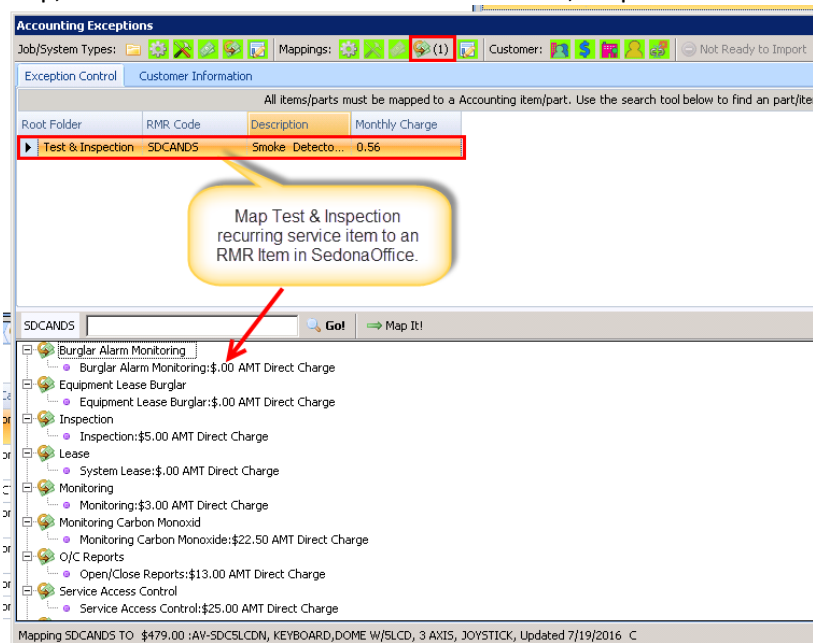 Accounting Exceptions
Job/System Types: Mappings: (1) Customer: Not Ready to Import
Exception Control Customer Information
All items/parts must be mapped to a Accounting item/part. Use the search tool below to find an part/ite
Root Folder RMR Code Description Monthly Charge
Test & Inspection SDCANDS Smoke Detecto... 0.56
Map Test & Inspection
recurring service item to an
RMR Item in SedonaOffice.
SDCANDS Go! Map It!
Burglar Alarm Monitoring
Burglar Alarm Monitoring:$.00 AMT Direct Charge
Equipment Lease Burglar
Equipment Lease Burglar:$.00 AMT Direct Charge
Inspection
Inspection:$5.00 AMT Direct Charge
Lease
System Lease:$.00 AMT Direct Charge
Monitoring
Monitoring:$3.00 AMT Direct Charge
Monitoring Carbon Monoxid
Monitoring Carbon Monoxide:$22.50 AMT Direct Charge
O/C Reports
Open/Close Reports:$13.00 AMT Direct Charge
Service Access Control
Service Access Control:$25.00 AMT Direct Charge
Mapping SDCANDS TO $479.00 :AV-SDC5LCDN, KEYBOARD,DOME W/5LCD, 3 AXIS, JOYSTICK, Updated 7/19/2016 C